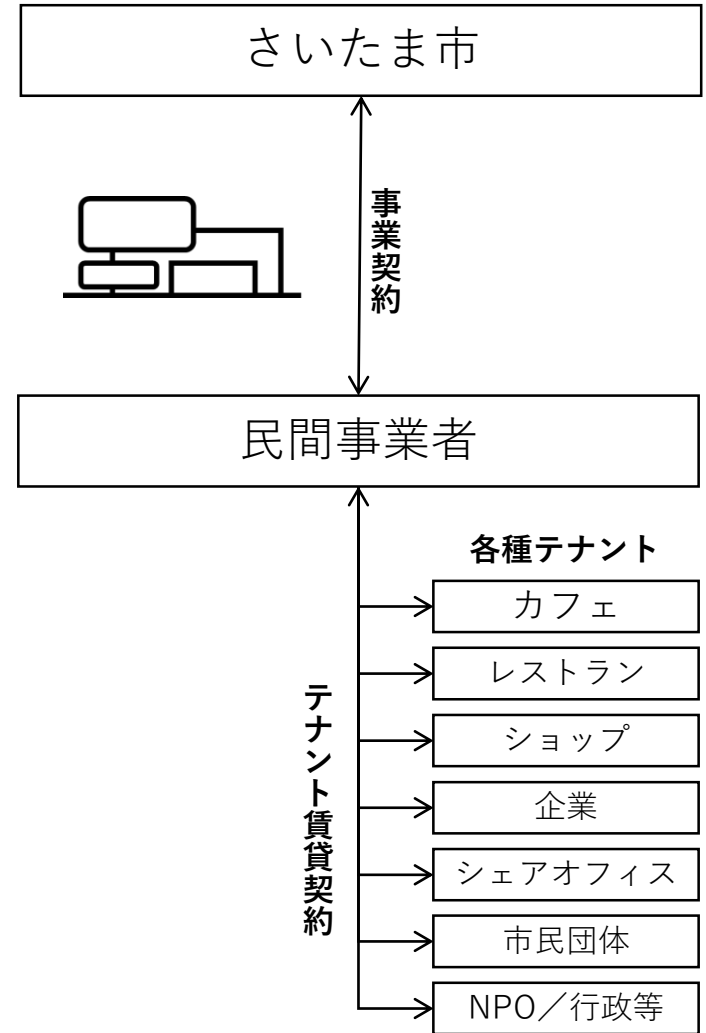 さいたま市
事業契約
民間事業者
各種テナント
カフェ
レストラン
ショップ
企業
シェアオフィス
市民団体
NPO／行政等
テナント賃貸契約